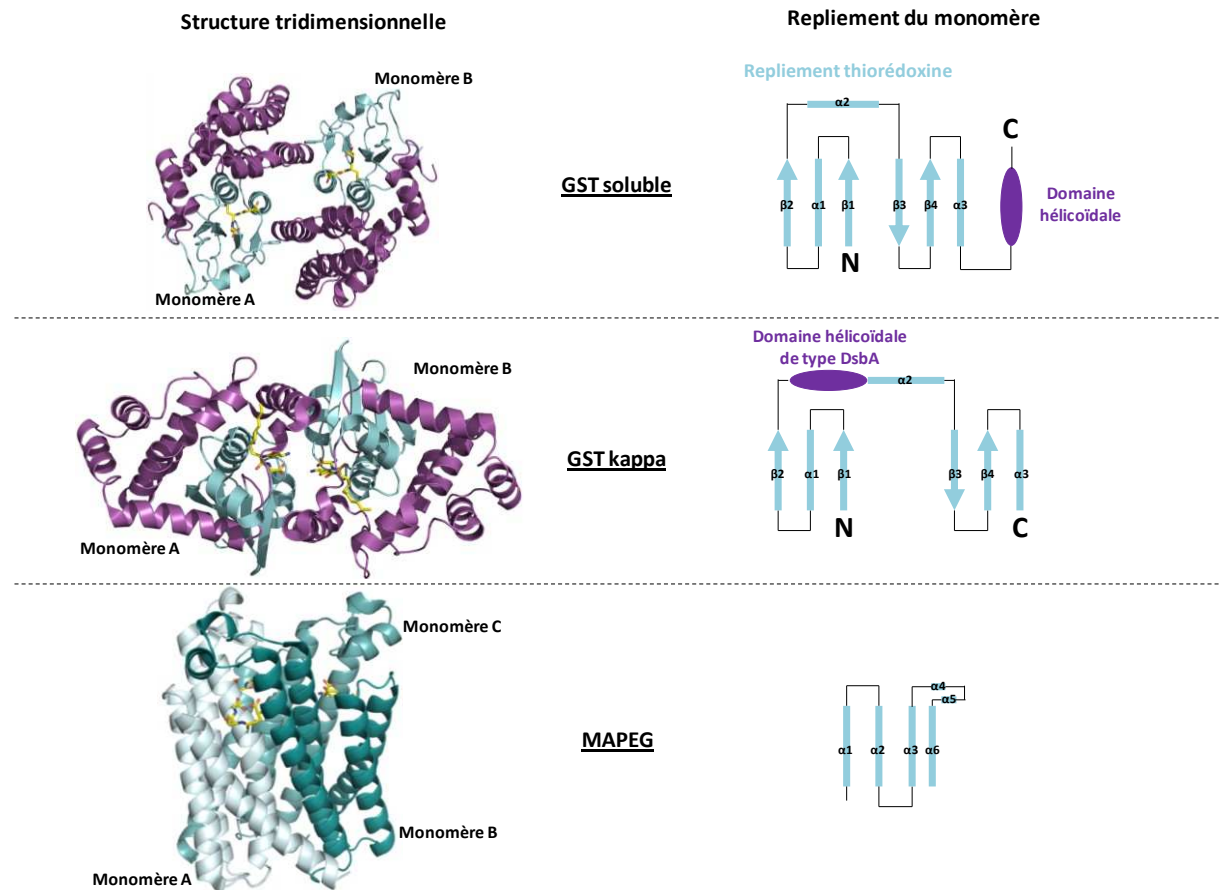 Structure tridimensionnelle
Repliement du monomère
Monomère B
Monomère A
GST soluble
Repliement thiorédoxine
α2
β2
α1
β1
β3
β4
α3
N
C
Domaine
hélicoïdale
Monomère B
Monomère A
GST kappa
Domaine hélicoïdale
de type DsbA
α2
β2
α1
β1
β3
β4
α3
N
C
Monomère C
Monomère B
Monomère A
MAPEG
α4
α5
α1
α2
α3
α6